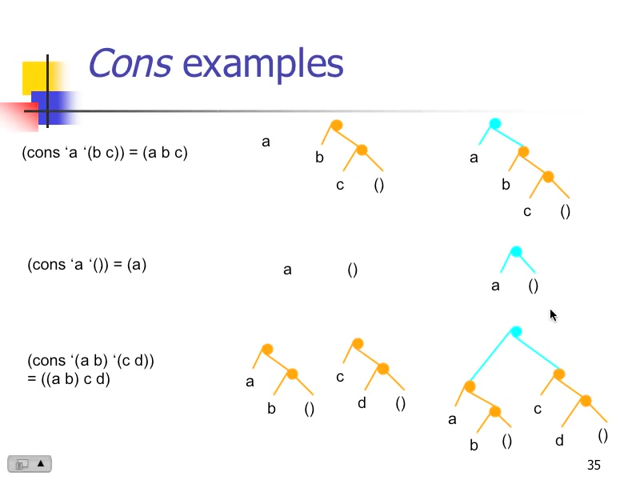 Cons examples
(cons ‘a ‘(b c)) = (a b c)
a
b
c ()
a
b
c ()
(cons ‘a ‘()) = (a)
a ()
a ()
(cons ‘(a b) ‘(c d))
= ((a b) c d)
a
b ()
c
d ()
a
b ()
c
d ()
35